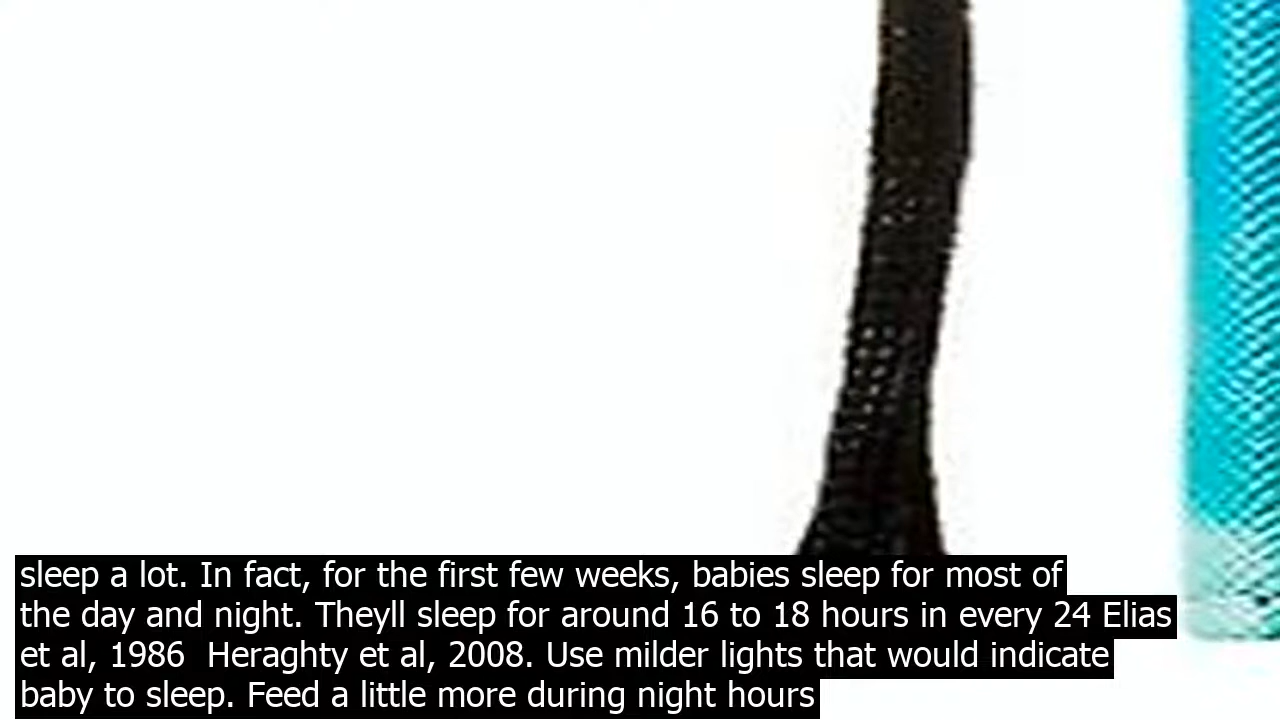 sleep a lot. In fact, for the first few weeks, babies sleep for most of
the day and night. Theyll sleep for around 16 to 18 hours in every 24 Elias
et al, 1986  Heraghty et al, 2008. Use milder lights that would indicate
baby to sleep. Feed a little more during night hours